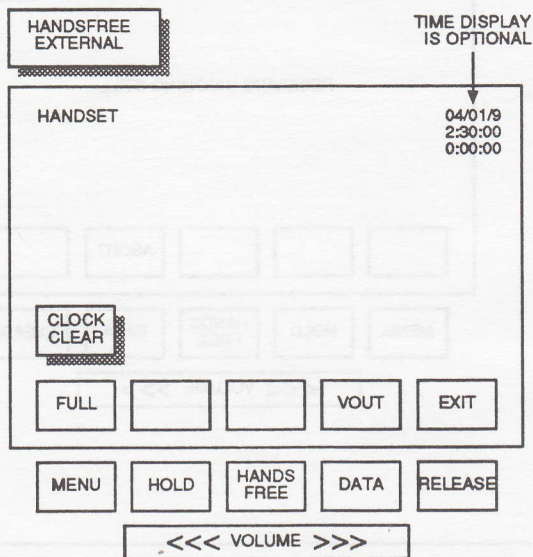 HANDSFREE
EXTERNAL
TIME DISPLAY
IS OPTIONAL
HANDSET
04/01/9
2:30:00
0:00:00
CLOCK
CLEAR
FULL
VOUT
EXIT
MENU
HOLD
HANDS
FREE
DATA
RELEASE
<<< VOLUME >>>